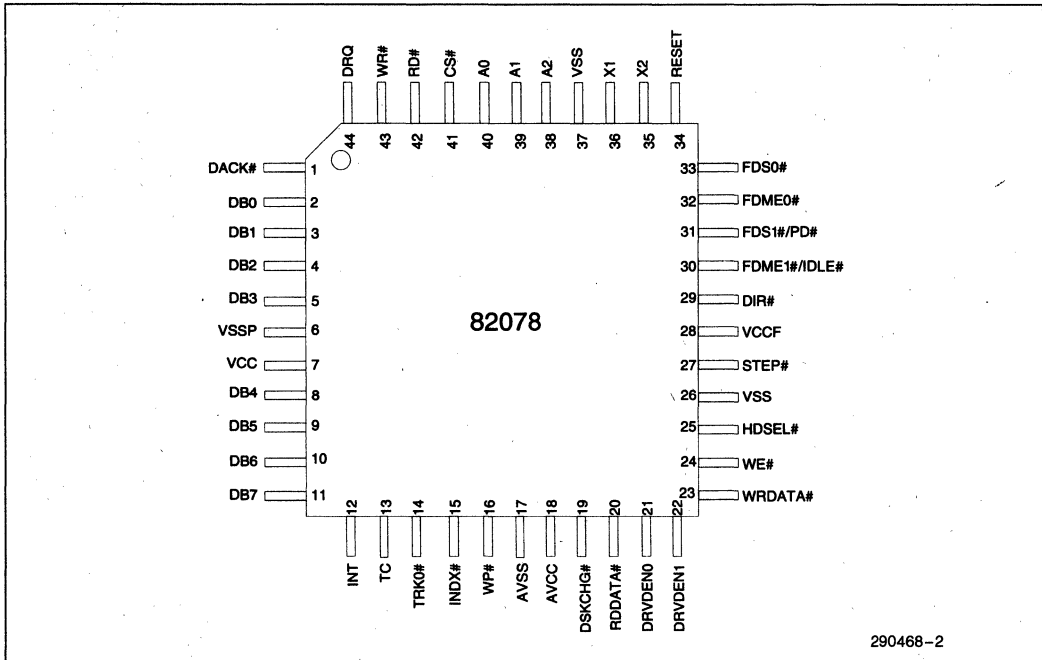 DRQ
WR#
RD#
CS#
A0
A1
A2
VSS
X1
X2
RESET
44
43
42
41
40
39
38
37
36
35
34
DACK# 1
DB0 2
DB1 3
DB2 4
DB3 5
VSSP 6
VCC 7
DB4 8
DB5 9
DB6 10
DB7 11
82078
33 FDS0#
32 FDME0#
31 FDS1#/PD#
30 FDME1#/IDLE#
29 DIR#
28 VCCF
27 STEP#
26 VSS
25 HDSEL#
24 WE#
23 WRDATA#
12
13
14
15
16
17
18
19
20
21
22
INT
TC
TRK0#
INDX#
WP#
AVSS
AVCC
DSKCHG#
RDDATA#
DRVDEN0
DRVDEN1
290468–2